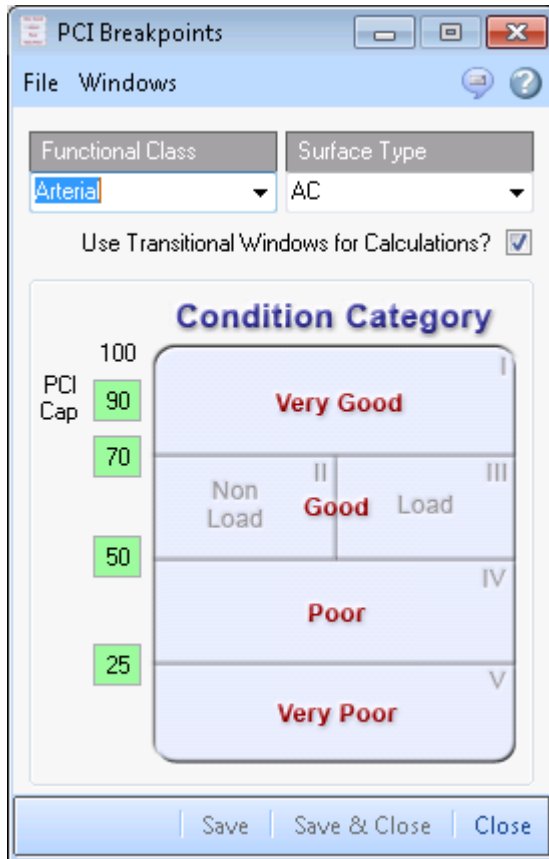 PCI Breakpoints
File Windows
Functional Class Surface Type
Arterial AC
Use Transitional Windows for Calculations?
Condition Category
100
PCI
Cap
90
I
Very Good
70
II
III
Non
Load
Good
Load
50
IV
Poor
25
V
Very Poor
Save Save & Close Close